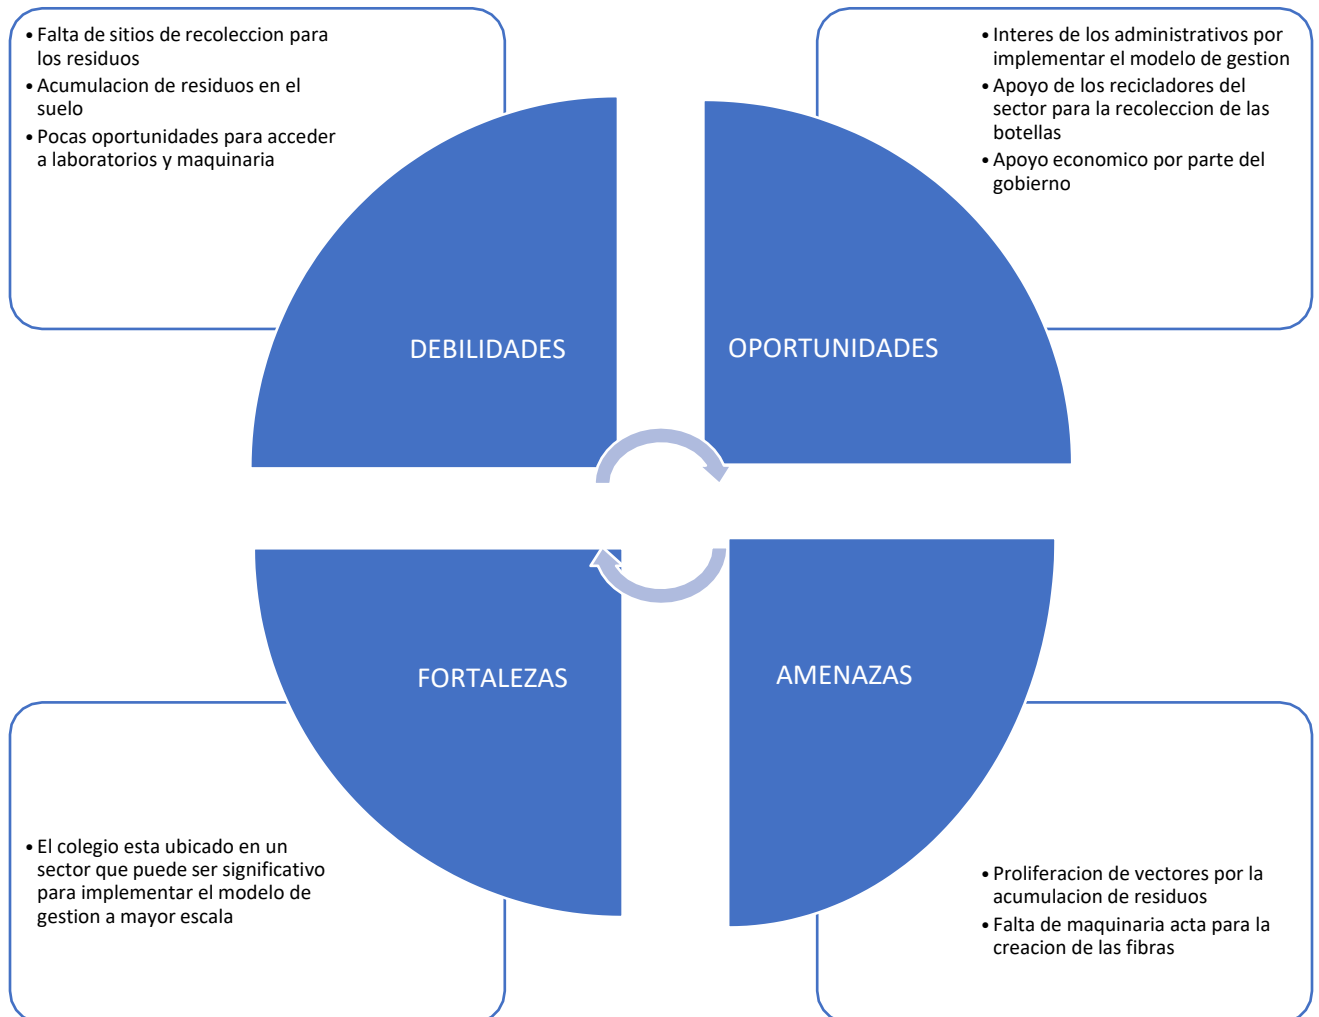 • Falta de sitios de recoleccion para
los residuos
• Acumulacion de residuos en el
suelo
• Pocas oportunidades para acceder
a laboratorios y maquinaria
• Interes de los administrativos por
implementar el modelo de gestion
• Apoyo de los recicladores del
sector para la recoleccion de las
botellas
• Apoyo economico por parte del
gobierno
DEBILIDADES
OPORTUNIDADES
FORTALEZAS
AMENAZAS
• El colegio esta ubicado en un
sector que puede ser significativo
para implementar el modelo de
gestion a mayor escala
• Proliferacion de vectores por la
acumulacion de residuos
• Falta de maquinaria acta para la
creacion de las fibras